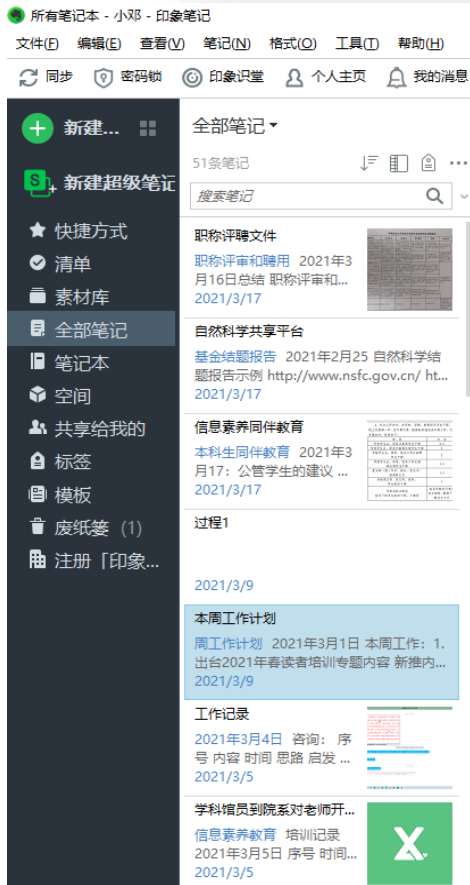 所有笔记本 - 小邓 - 印象笔记
文件(F) 编辑(E) 查看(V) 笔记(N) 格式(O) 工具(T) 帮助(H)
同步 密码锁 印象识堂 个人主页 我的消息
新建...
新建超级笔记
快捷方式
清单
素材库
全部笔记
笔记本
空间
共享给我的
标签
模板
废纸篓 (1)
注册「印象...
全部笔记
51条笔记
搜索笔记
职称评聘文件
职称评审和聘用 2021年3
月16日总结 职称评审和...
2021/3/17
自然科学共享平台
基金结题报告 2021年2月25 自然科学结
题报告示例 http://www.nsfc.gov.cn/ ht...
2021/3/17
信息素养同伴教育
本科生同伴教育 2021年3
月17：公管学生的建议 ...
2021/3/17
过程1
2021/3/9
本周工作计划
周工作计划 2021年3月1日 本周工作：1.
出台2021年春读者培训专题内容 新推内...
2021/3/9
工作记录
2021年3月4日 咨询： 序
号 内容 时间 思路 启发 ...
2021/3/5
学科馆员到院系对老师开...
信息素养教育 培训记录
2021年3月5日 序号 时间...
2021/3/5